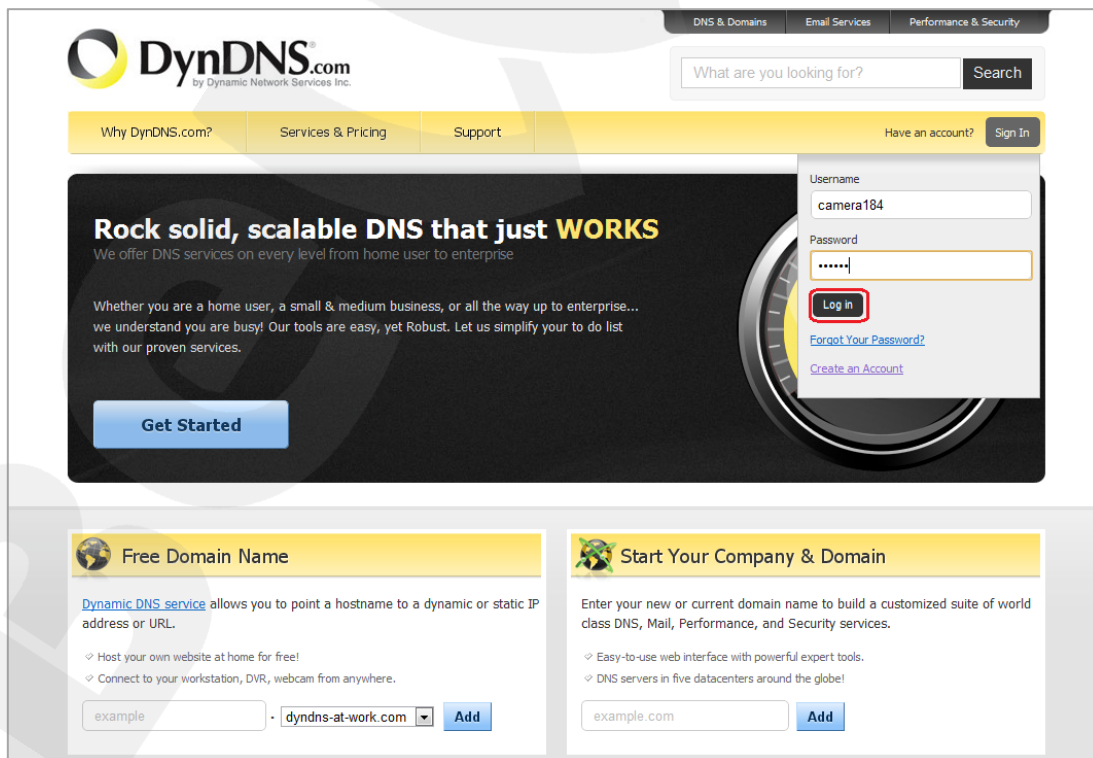 DNS & Domains Email Services Performance & Security
DynDNS.com
by Dynamic Network Services Inc.
What are you looking for? Search
Why DynDNS.com? Services & Pricing Support Have an account? Sign In
Username
camera184
Password
••••••
Log in
Forgot Your Password?
Create an Account
Rock solid, scalable DNS that just WORKS
We offer DNS services on every level from home user to enterprise
Whether you are a home user, a small & medium business, or all the way up to enterprise...
we understand you are busy! Our tools are easy, yet Robust. Let us simplify your to do list
with our proven services.
Get Started
Free Domain Name
Dynamic DNS service allows you to point a hostname to a dynamic or static IP
address or URL.
Host your own website at home for free!
Connect to your workstation, DVR, webcam from anywhere.
example . dyndns-at-work.com Add
Start Your Company & Domain
Enter your new or current domain name to build a customized suite of world
class DNS, Mail, Performance, and Security services.
Easy-to-use web interface with powerful expert tools.
DNS servers in five datacenters around the globe!
example.com Add